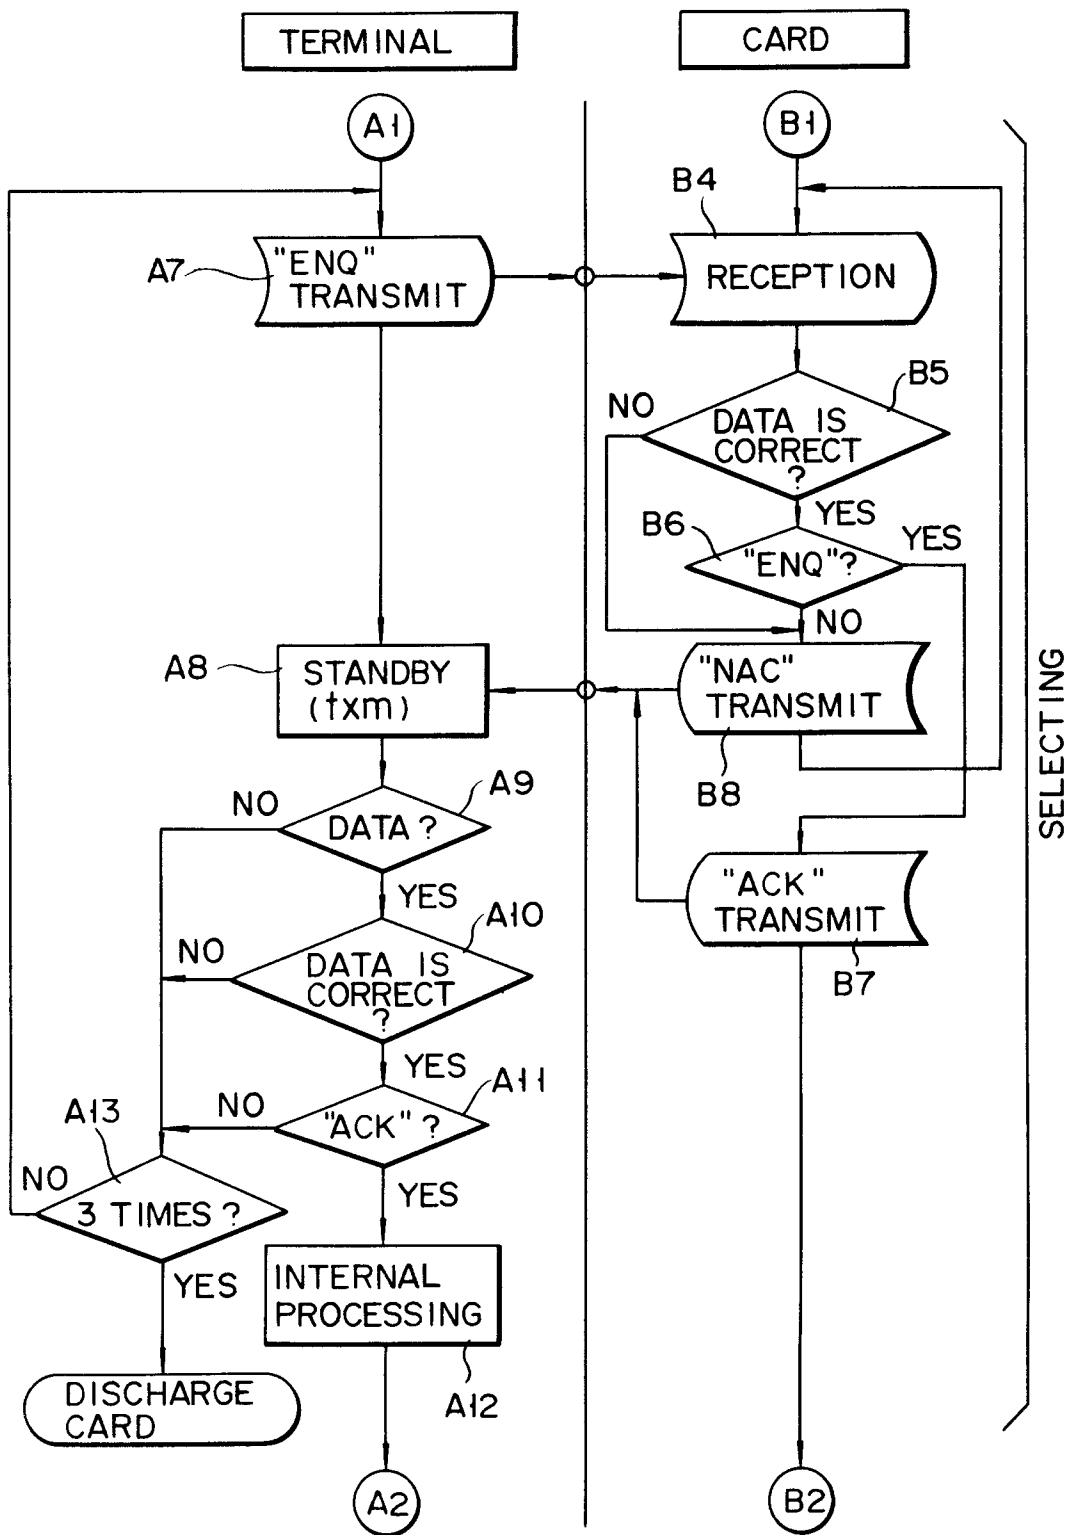 TERMINAL
CARD
A1
B1
B4
A7
"ENQ"
TRANSMIT
RECEPTION
B5
NO
DATA IS
CORRECT
?
YES
B6
YES
"ENQ"?
NO
A8
STANDBY
(txm)
"NAC"
TRANSMIT
B8
SELECTING
A9
NO
DATA ?
YES
"ACK"
TRANSMIT
B7
A10
NO
DATA IS
CORRECT
?
YES
A11
NO
"ACK" ?
A13
NO
3 TIMES ?
YES
YES
INTERNAL
PROCESSING
A12
DISCHARGE
CARD
A2
B2